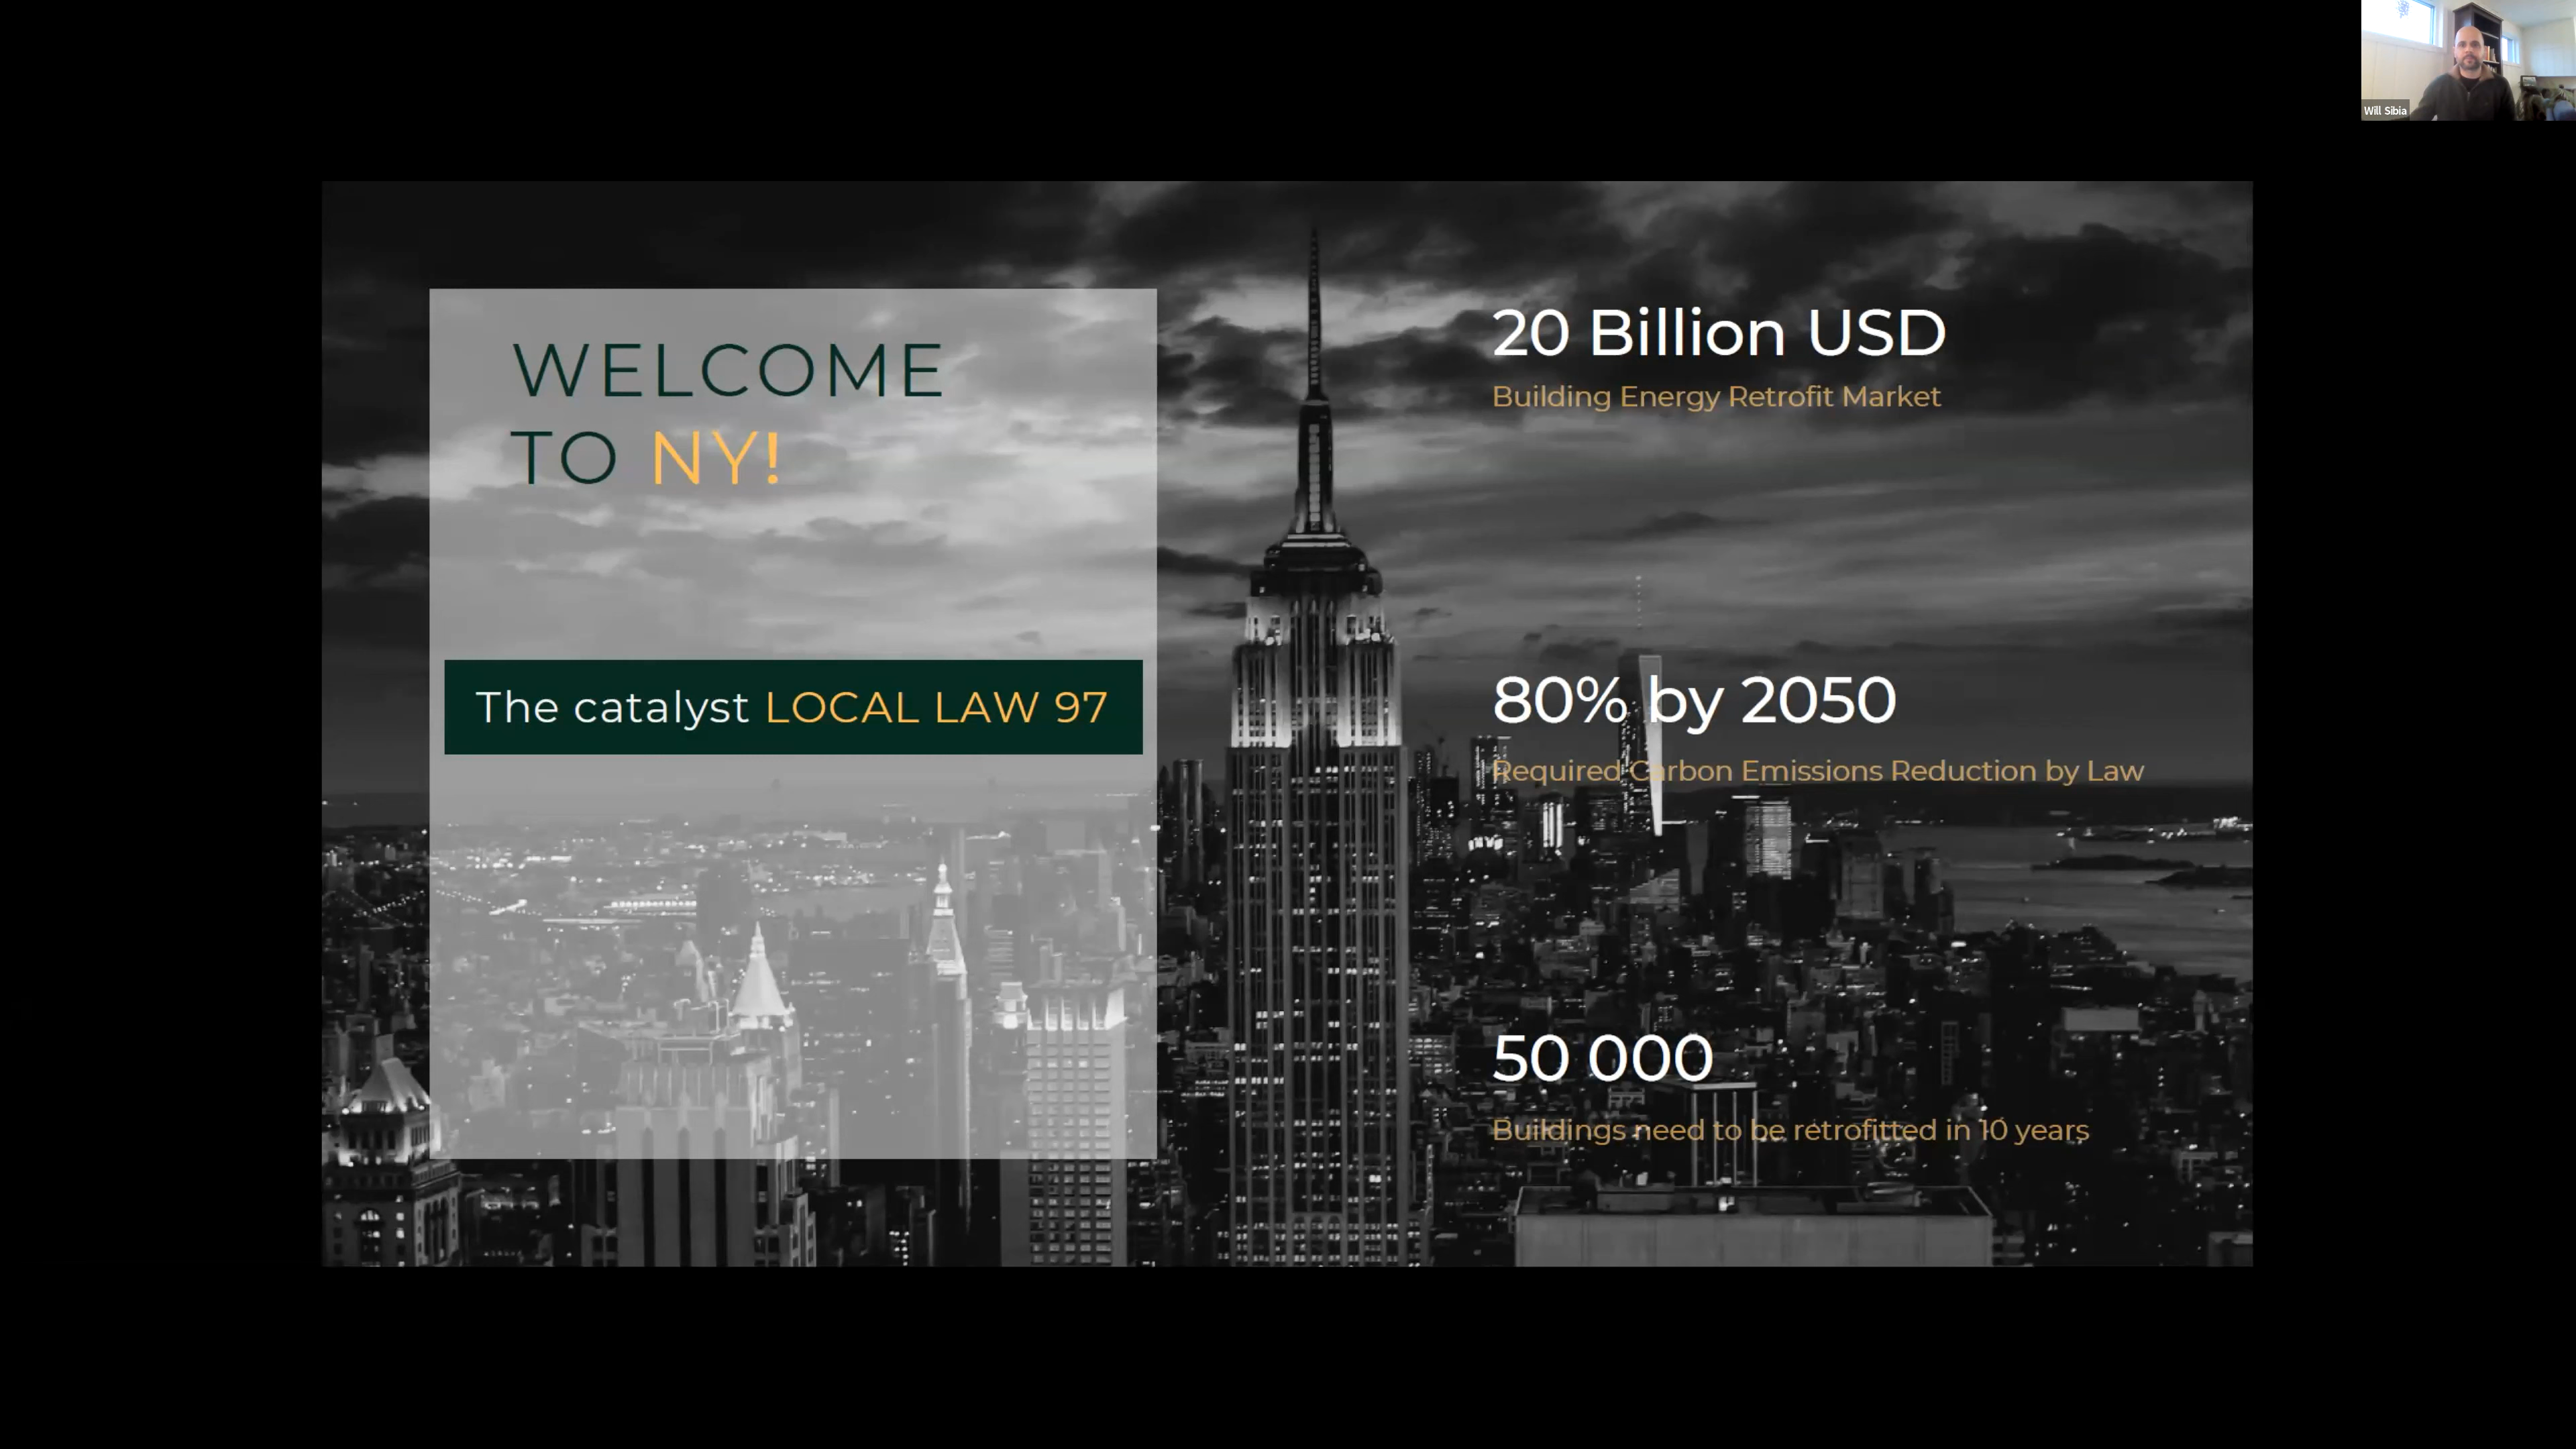 WELCOME
TO NY!
The catalyst LOCAL LAW 97
20 Billion USD
Building Energy Retrofit Market
80% by 2050
Required Carbon Emissions Reduction by Law
50 000
Buildings need to be retrofitted in 10 years
Will Sibia